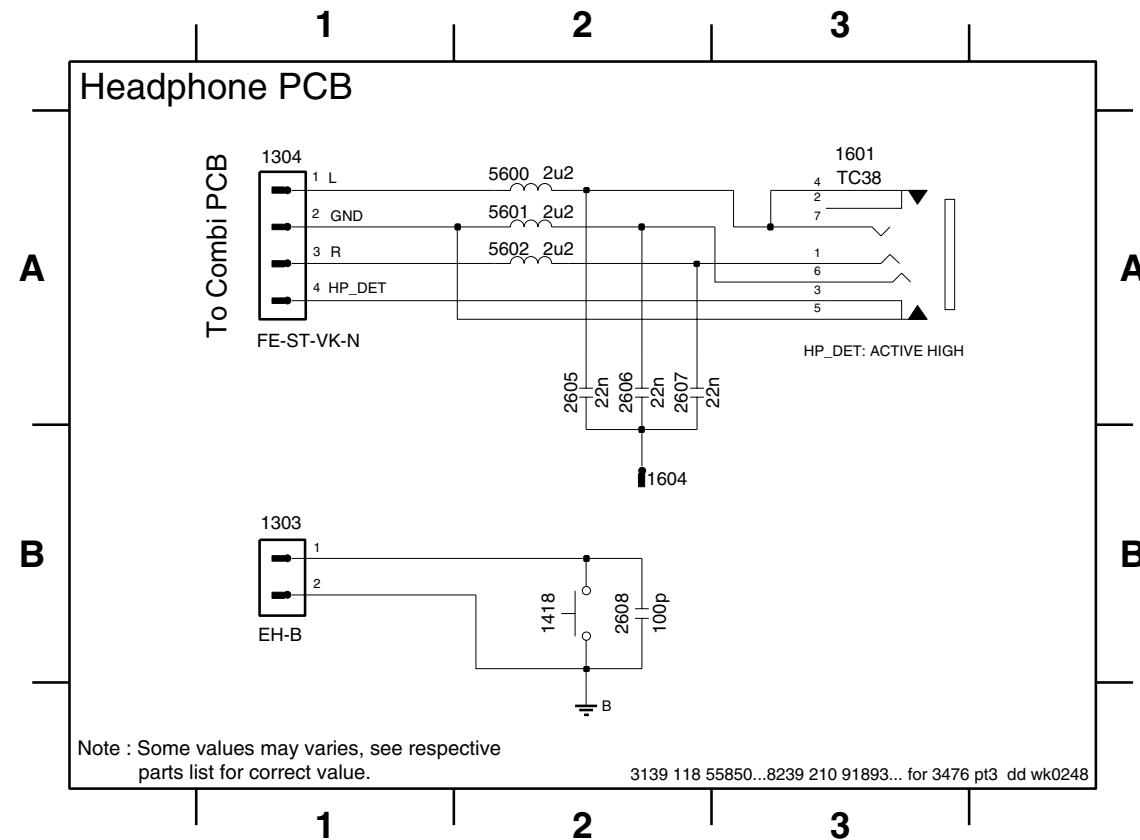 1 2 3
Headphone PCB
A
A
To Combi PCB
1304
1 L
2 GND
3 R
4 HP_DET
FE-ST-VK-N
5600 2u2
5601 2u2
5602 2u2
1601
TC38
4
2
7
1
6
3
5
HP_DET: ACTIVE HIGH
2605
22n
2606
22n
2607
22n
1604
B
B
1303
1
2
EH-B
1418
2608
100p
B
Note : Some values may varies, see respective
parts list for correct value.
3139 118 55850...8239 210 91893... for 3476 pt3 dd wk0248
1 2 3